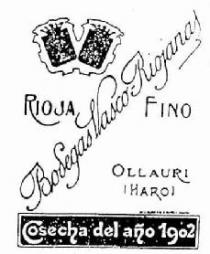 RIOJA FINO
Bodegas Vasco Riojanas
OLLAURI
(HARO)
Cosecha del año 1902